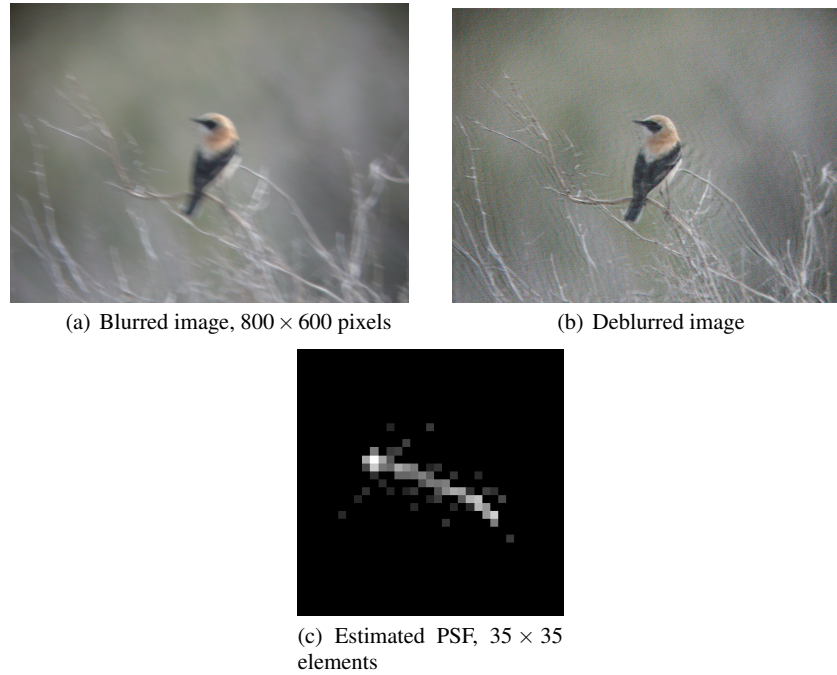 (a) Blurred image, 800 × 600 pixels
(b) Deblurred image
(c) Estimated PSF, 35 × 35
elements